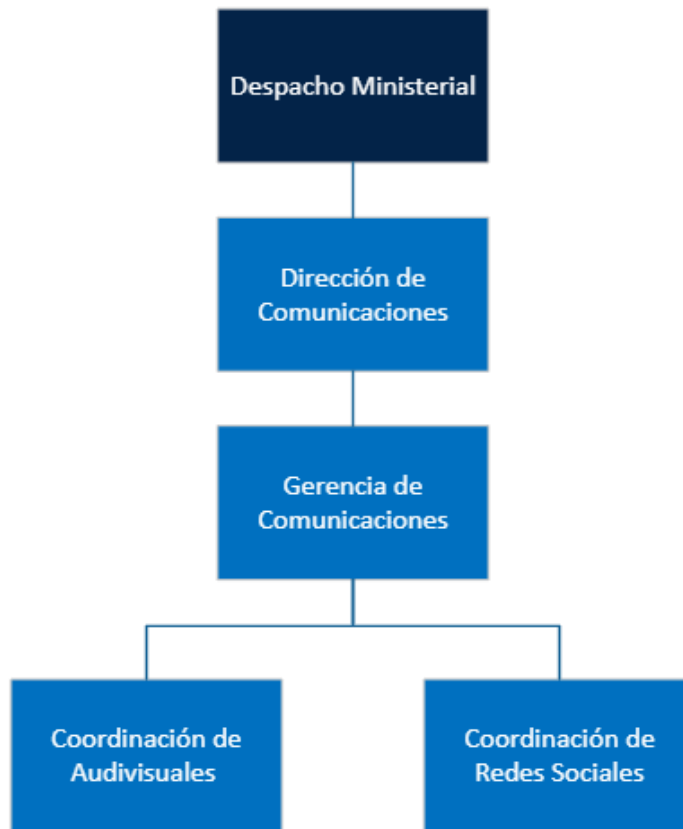 Despacho Ministerial
Dirección de
Comunicaciones
Gerencia de
Comunicaciones
Coordinación de
Audivisuales
Coordinación de
Redes Sociales